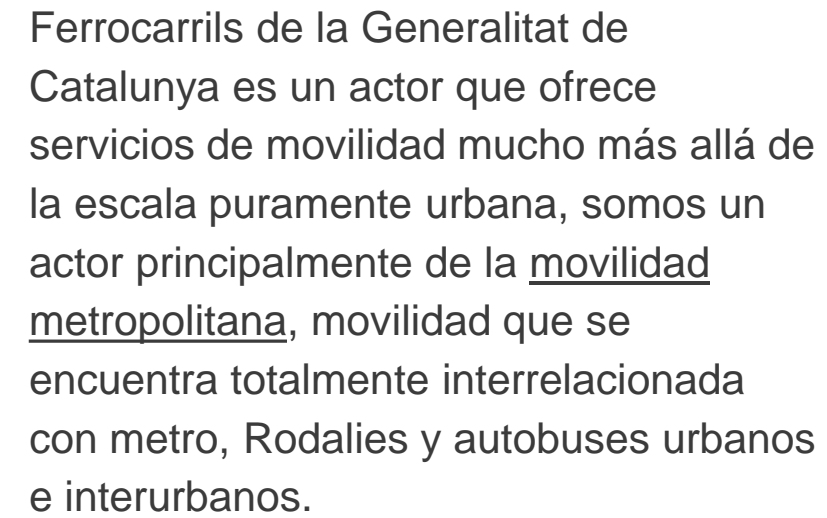 Ferrocarrils de la Generalitat de
Catalunya es un actor que ofrece
servicios de movilidad mucho más allá de
la escala puramente urbana, somos un
actor principalmente de la movilidad
metropolitana, movilidad que se
encuentra totalmente interrelacionada
con metro, Rodalies y autobuses urbanos
e interurbanos.